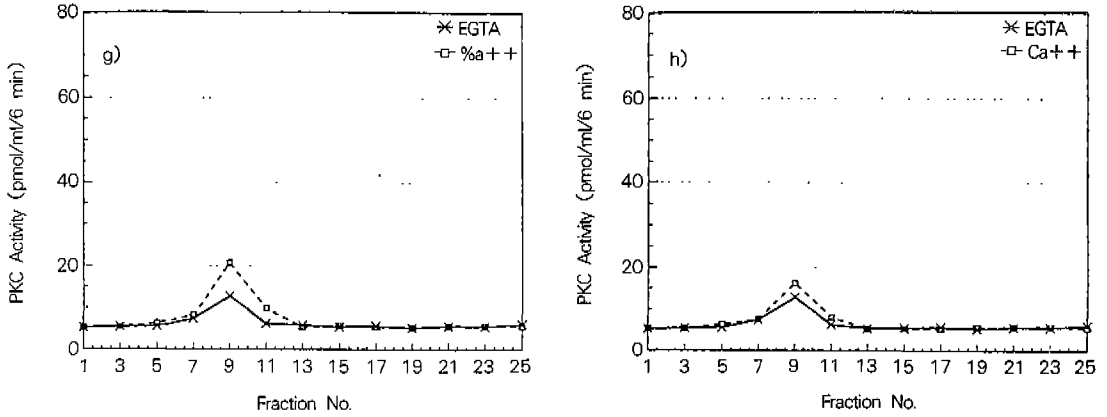 80
60
40
20
0
PKC Activity (pmol/ml/6 min)
g)
EGTA
%a++
1 3 5 7 9 11 13 15 17 19 21 23 25
Fraction No.
80
60
40
20
0
PKC Activity (pmol/ml/6 min)
h)
EGTA
Ca++
1 3 5 7 9 11 13 15 17 19 21 23 25
Fraction No.